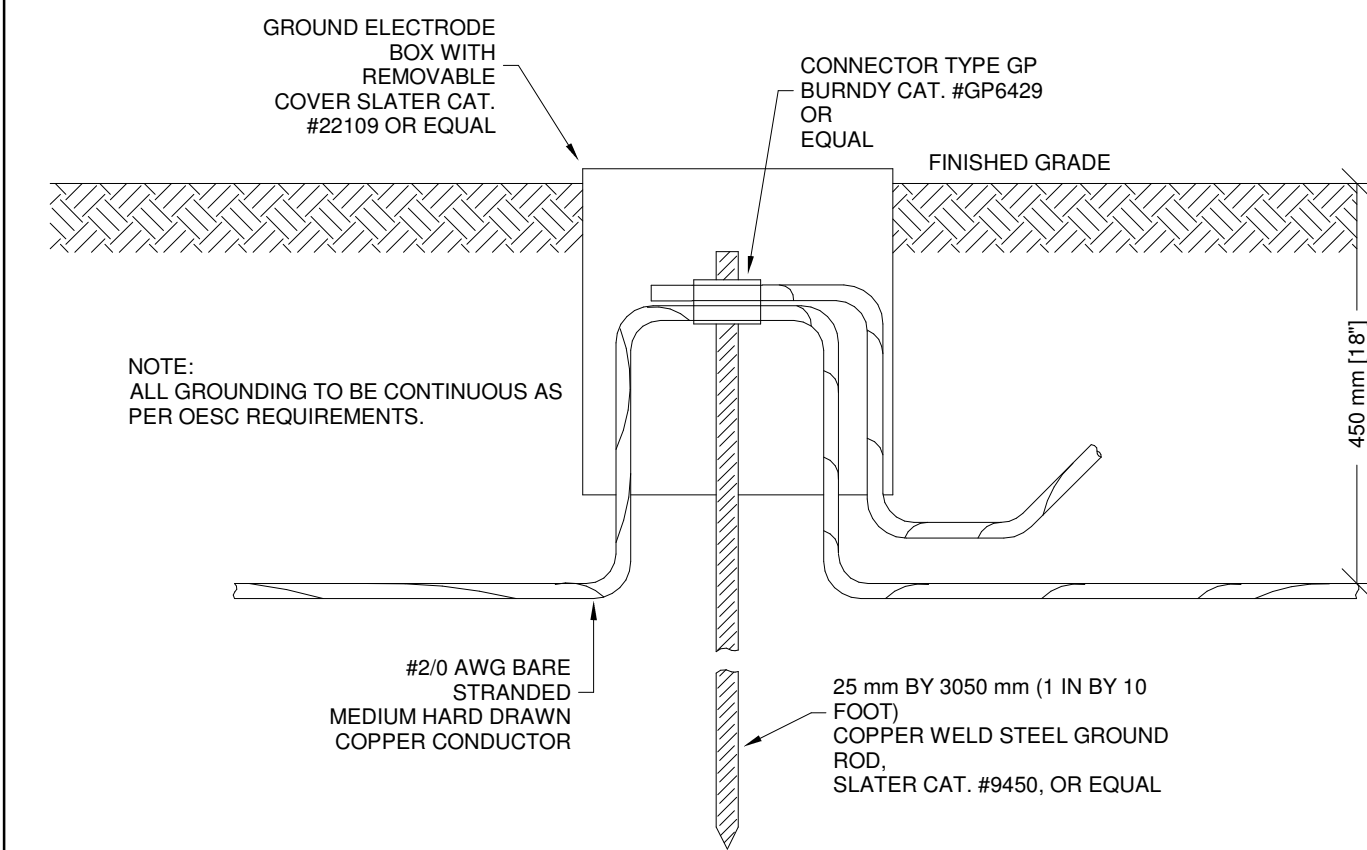 GROUND ELECTRODE
BOX WITH
REMOVABLE
COVER SLATER CAT.
#22109 OR EQUAL
CONNECTOR TYPE GP
BURNDY CAT. #GP6429
OR
EQUAL
FINISHED GRADE
NOTE:
ALL GROUNDING TO BE CONTINUOUS AS
PER OESC REQUIREMENTS.
450 mm [18"]
#2/0 AWG BARE
STRANDED
MEDIUM HARD DRAWN
COPPER CONDUCTOR
25 mm BY 3050 mm (1 IN BY 10
FOOT)
COPPER WELD STEEL GROUND
ROD,
SLATER CAT. #9450, OR EQUAL